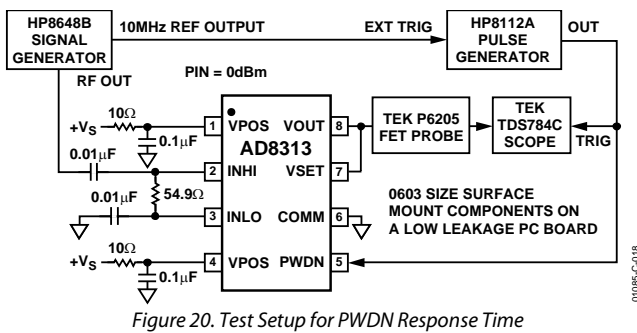 HP8648B
SIGNAL
GENERATOR
10MHz REF OUTPUT
EXT TRIG
HP8112A
PULSE
GENERATOR
OUT
RF OUT
PIN = 0dBm
10Ω
+VS
0.1µF
0.01µF
0.01µF
54.9Ω
10Ω
+VS
0.1µF
1 VPOS VOUT 8
AD8313
2 INHI VSET 7
3 INLO COMM 6
4 VPOS PWDN 5
TEK P6205
FET PROBE
TEK
TDS784C
SCOPE
TRIG
0603 SIZE SURFACE
MOUNT COMPONENTS ON
A LOW LEAKAGE PC BOARD
01085-C-018
Figure 20. Test Setup for PWDN Response Time